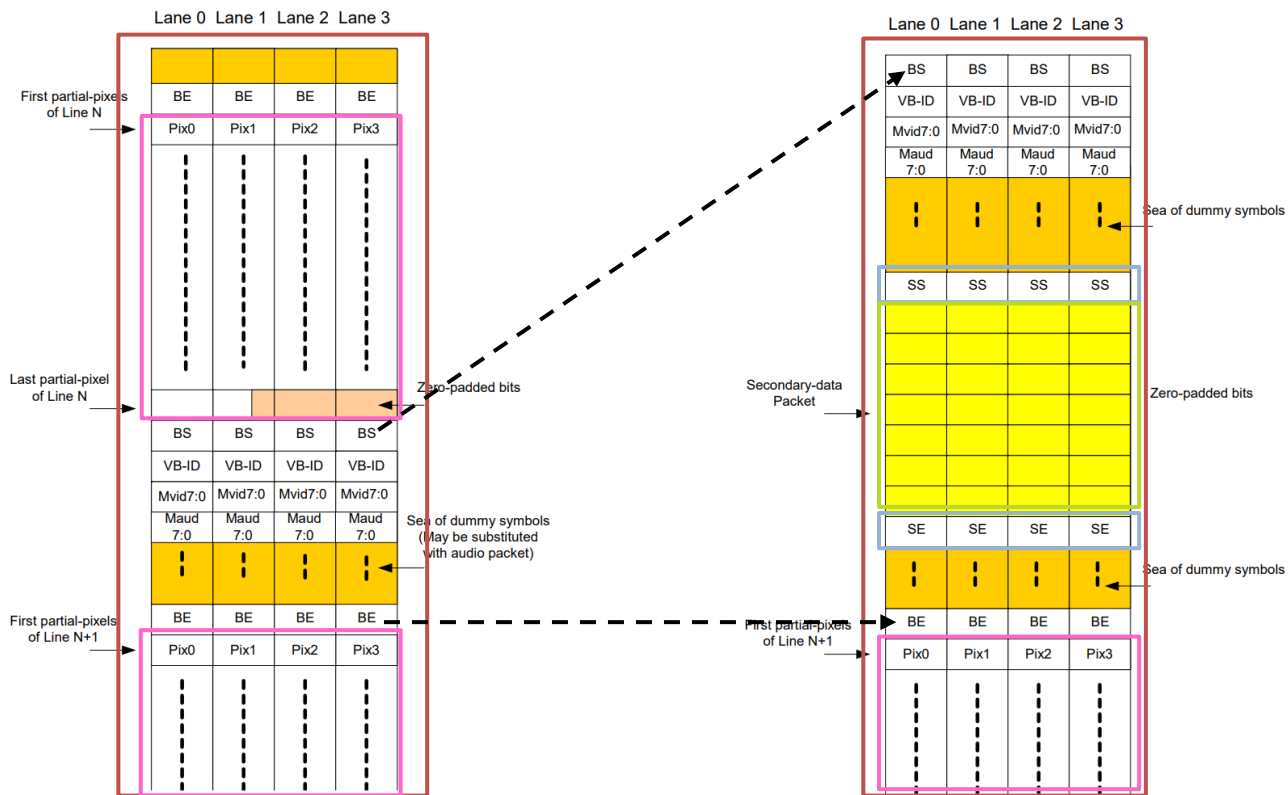 Lane 0 Lane 1 Lane 2 Lane 3
First partial-pixels
of Line N
BE BE BE BE
Pix0 Pix1 Pix2 Pix3
Last partial-pixel
of Line N
Zero-padded bits
BS BS BS BS
VB-ID VB-ID VB-ID VB-ID
Mvid7:0 Mvid7:0 Mvid7:0 Mvid7:0
Maud Maud Maud Maud
7:0 7:0 7:0 7:0
Sea of dummy symbols
(May be substituted
with audio packet)
BE BE BE BE
First partial-pixels
of Line N+1
Pix0 Pix1 Pix2 Pix3
Lane 0 Lane 1 Lane 2 Lane 3
BS BS BS BS
VB-ID VB-ID VB-ID VB-ID
Mvid7:0 Mvid7:0 Mvid7:0 Mvid7:0
Maud Maud Maud Maud
7:0 7:0 7:0 7:0
Sea of dummy symbols
SS SS SS SS
Secondary-data
Packet
Zero-padded bits
SE SE SE SE
Sea of dummy symbols
BE BE BE BE
First partial-pixels
of Line N+1
Pix0 Pix1 Pix2 Pix3